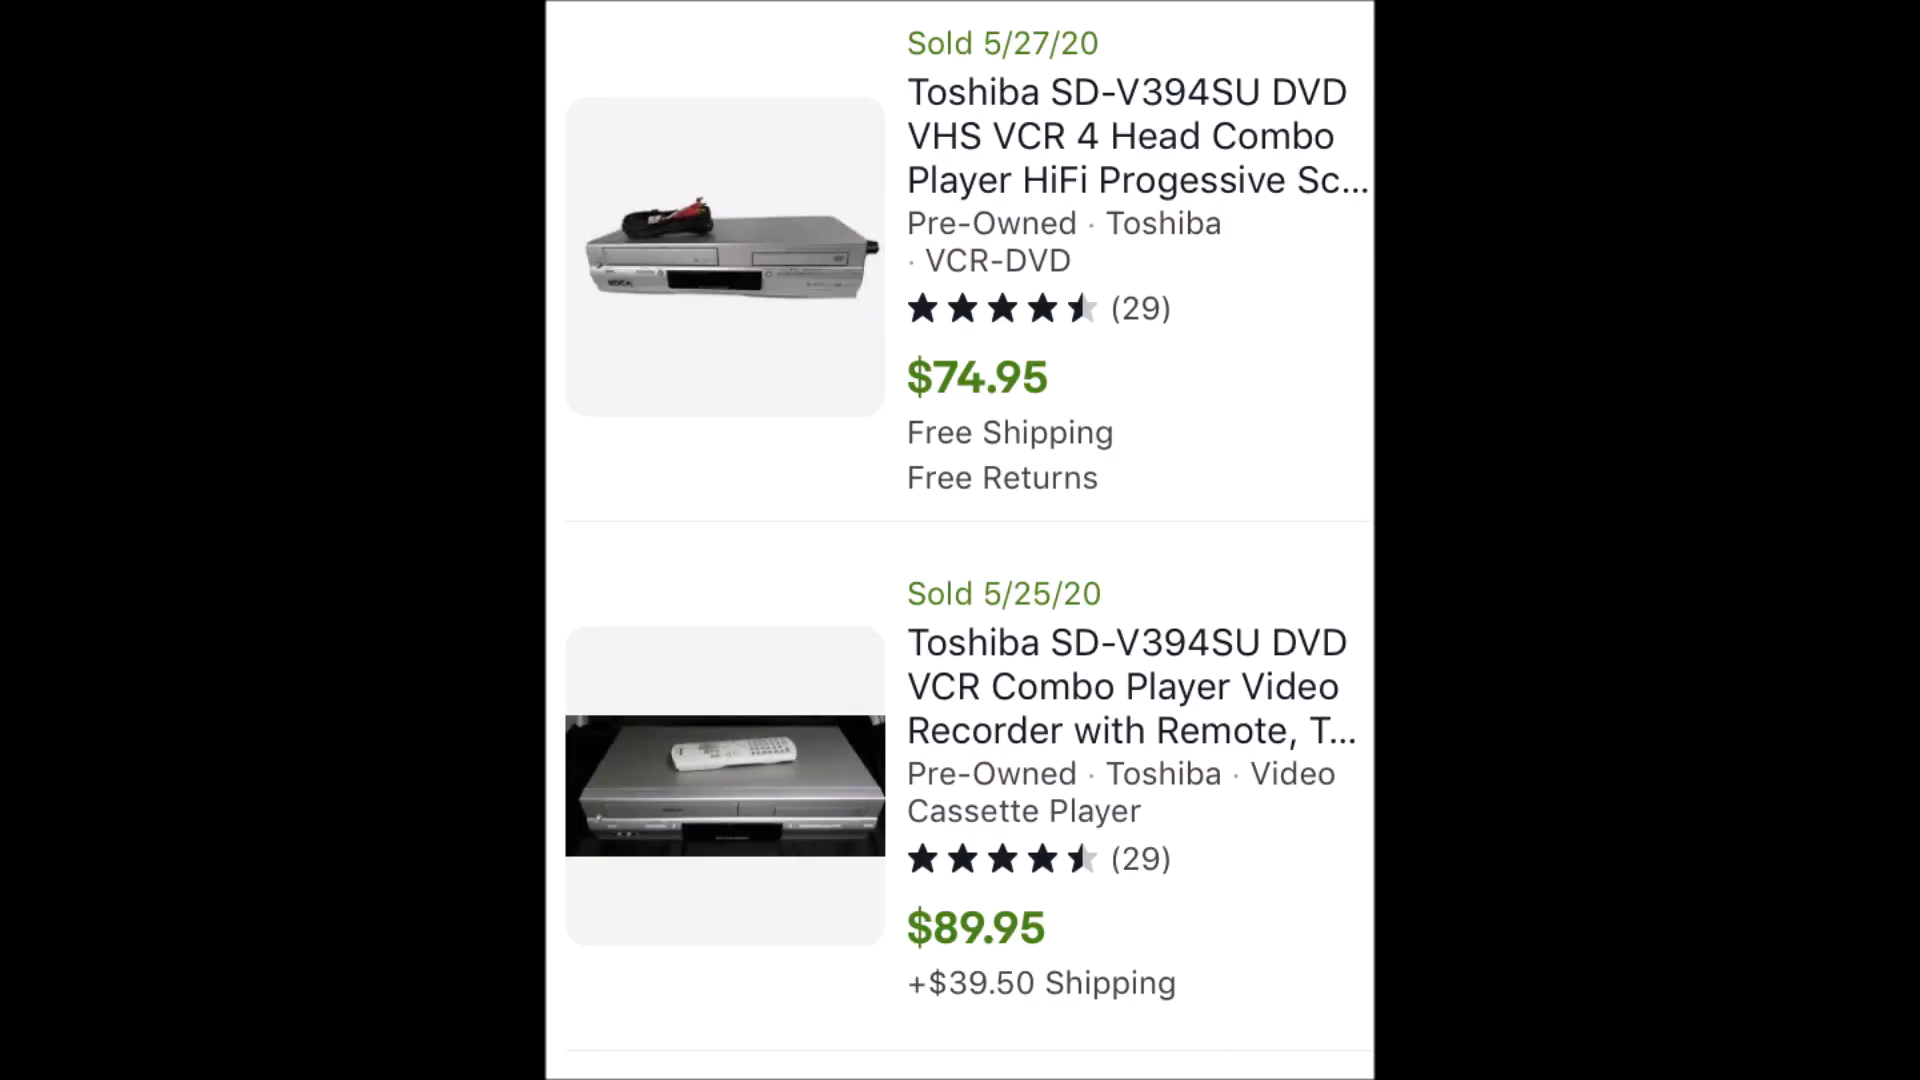 Sold 5/27/20
Toshiba SD-V394SU DVD
VHS VCR 4 Head Combo
Player HiFi Progessive Sc...
Pre-Owned · Toshiba
· VCR-DVD
(29)
$74.95
Free Shipping
Free Returns
Sold 5/25/20
Toshiba SD-V394SU DVD
VCR Combo Player Video
Recorder with Remote, T...
Pre-Owned · Toshiba · Video
Cassette Player
(29)
$89.95
+$39.50 Shipping